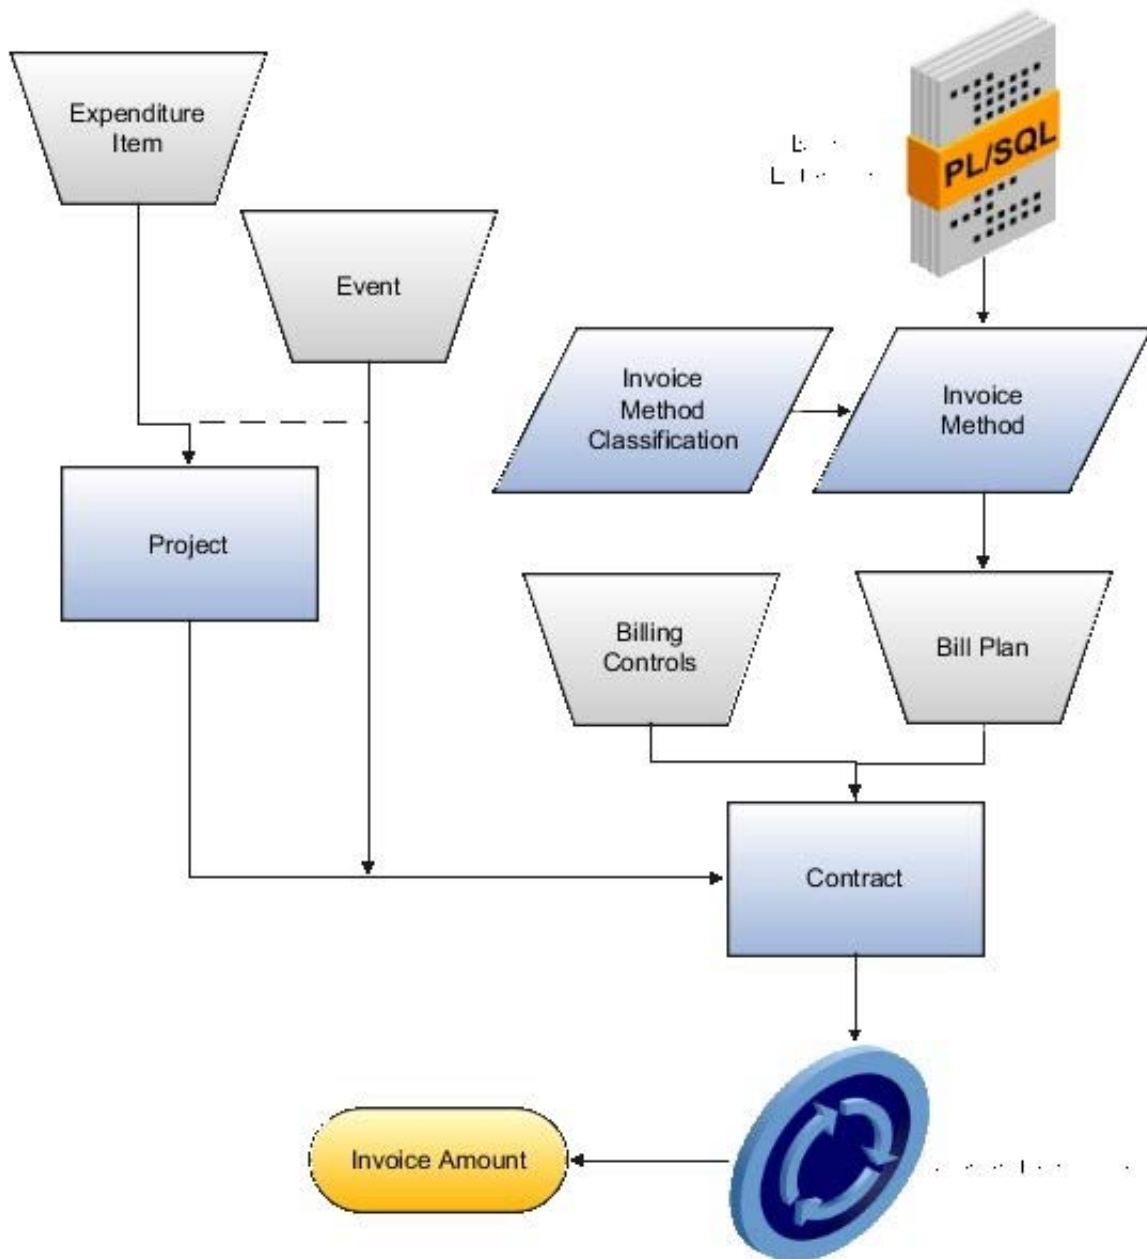 Expenditure
Item
Event
PL/SQL
Invoice
Method
Classification
Invoice
Method
Project
Billing
Controls
Bill Plan
Contract
Invoice Amount